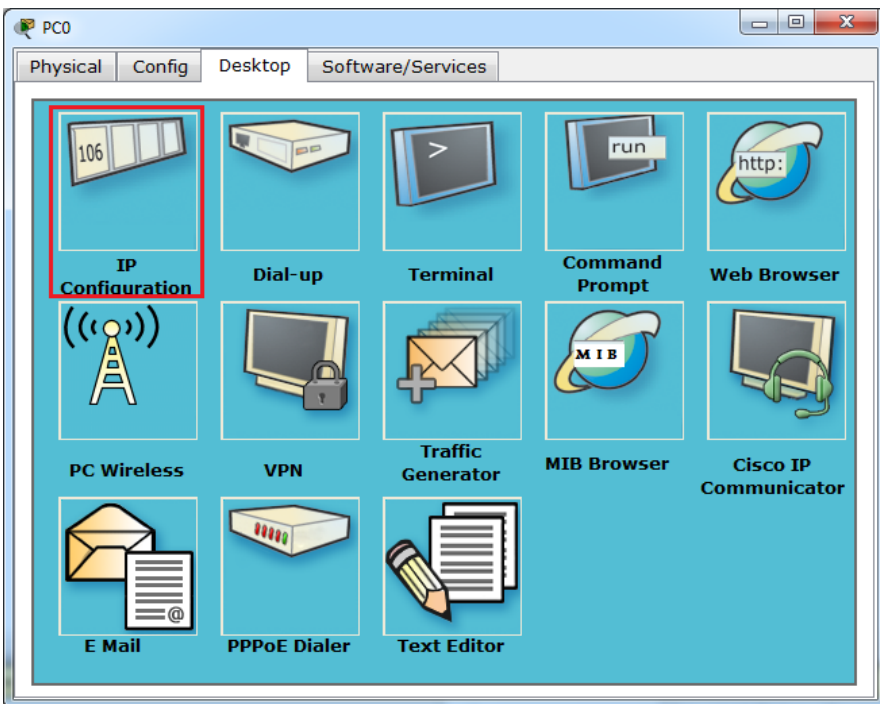 PC0
Physical Config Desktop Software/Services
106
run
http:
>
IP
Configuration
Dial-up
Terminal
Command
Prompt
Web Browser
MIB
PC Wireless
VPN
Traffic
Generator
MIB Browser
Cisco IP
Communicator
@
E Mail
PPPoE Dialer
Text Editor